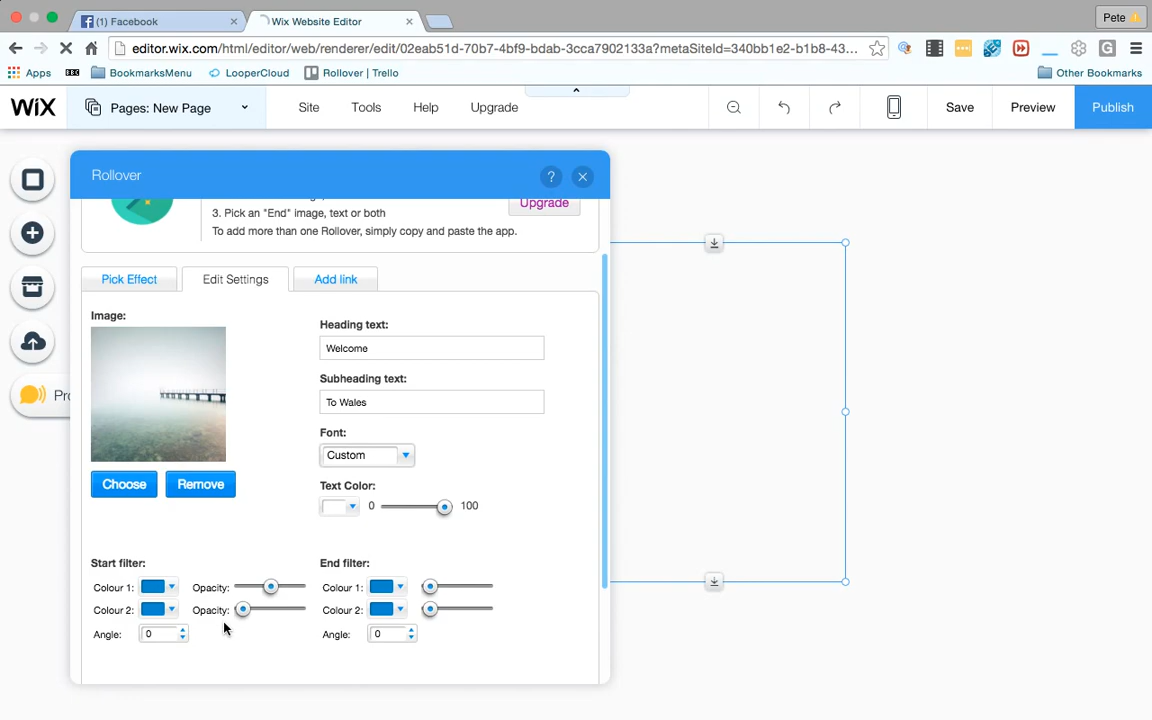 (1) Facebook
Wix Website Editor
Pete
editor.wix.com/html/editor/web/renderer/edit/02eab51d-70b7-4bf9-bdab-3cca7902133a?metaSiteId=340bb1e2-b1b8-43...
Apps
BBC
BookmarksMenu
LooperCloud
Rollover | Trello
Other Bookmarks
WiX
Pages: New Page
Site
Tools
Help
Upgrade
Save
Preview
Publish
Rollover
?
Upgrade
3. Pick an "End" image, text or both
To add more than one Rollover, simply copy and paste the app.
Pick Effect
Edit Settings
Add link
Image:
Choose
Remove
Heading text:
Welcome
Subheading text:
To Wales
Font:
Custom
Text Color:
0
100
Start filter:
Colour 1:
Opacity:
Colour 2:
Opacity:
Angle:
0
End filter:
Colour 1:
Colour 2:
Angle:
0
Pro